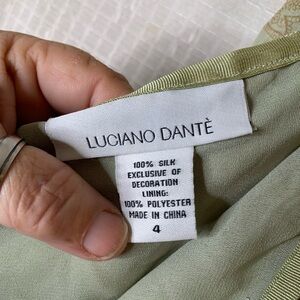 LUCIANO DANTÈ
100% SILK
EXCLUSIVE OF
DECORATION
LINING:
100% POLYESTER
MADE IN CHINA
4